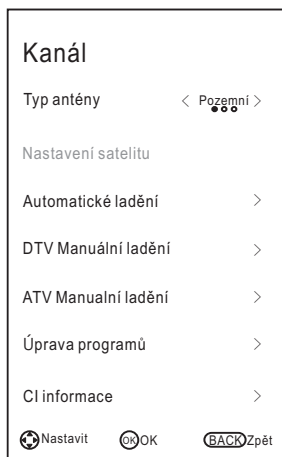 Kanál
Typ antény < Pozemní >
Nastavení satelitu
Automatické ladění >
DTV Manuální ladění >
ATV Manualní ladění >
Úprava programů >
CI informace >
Nastavit OK OK BACK Zpět